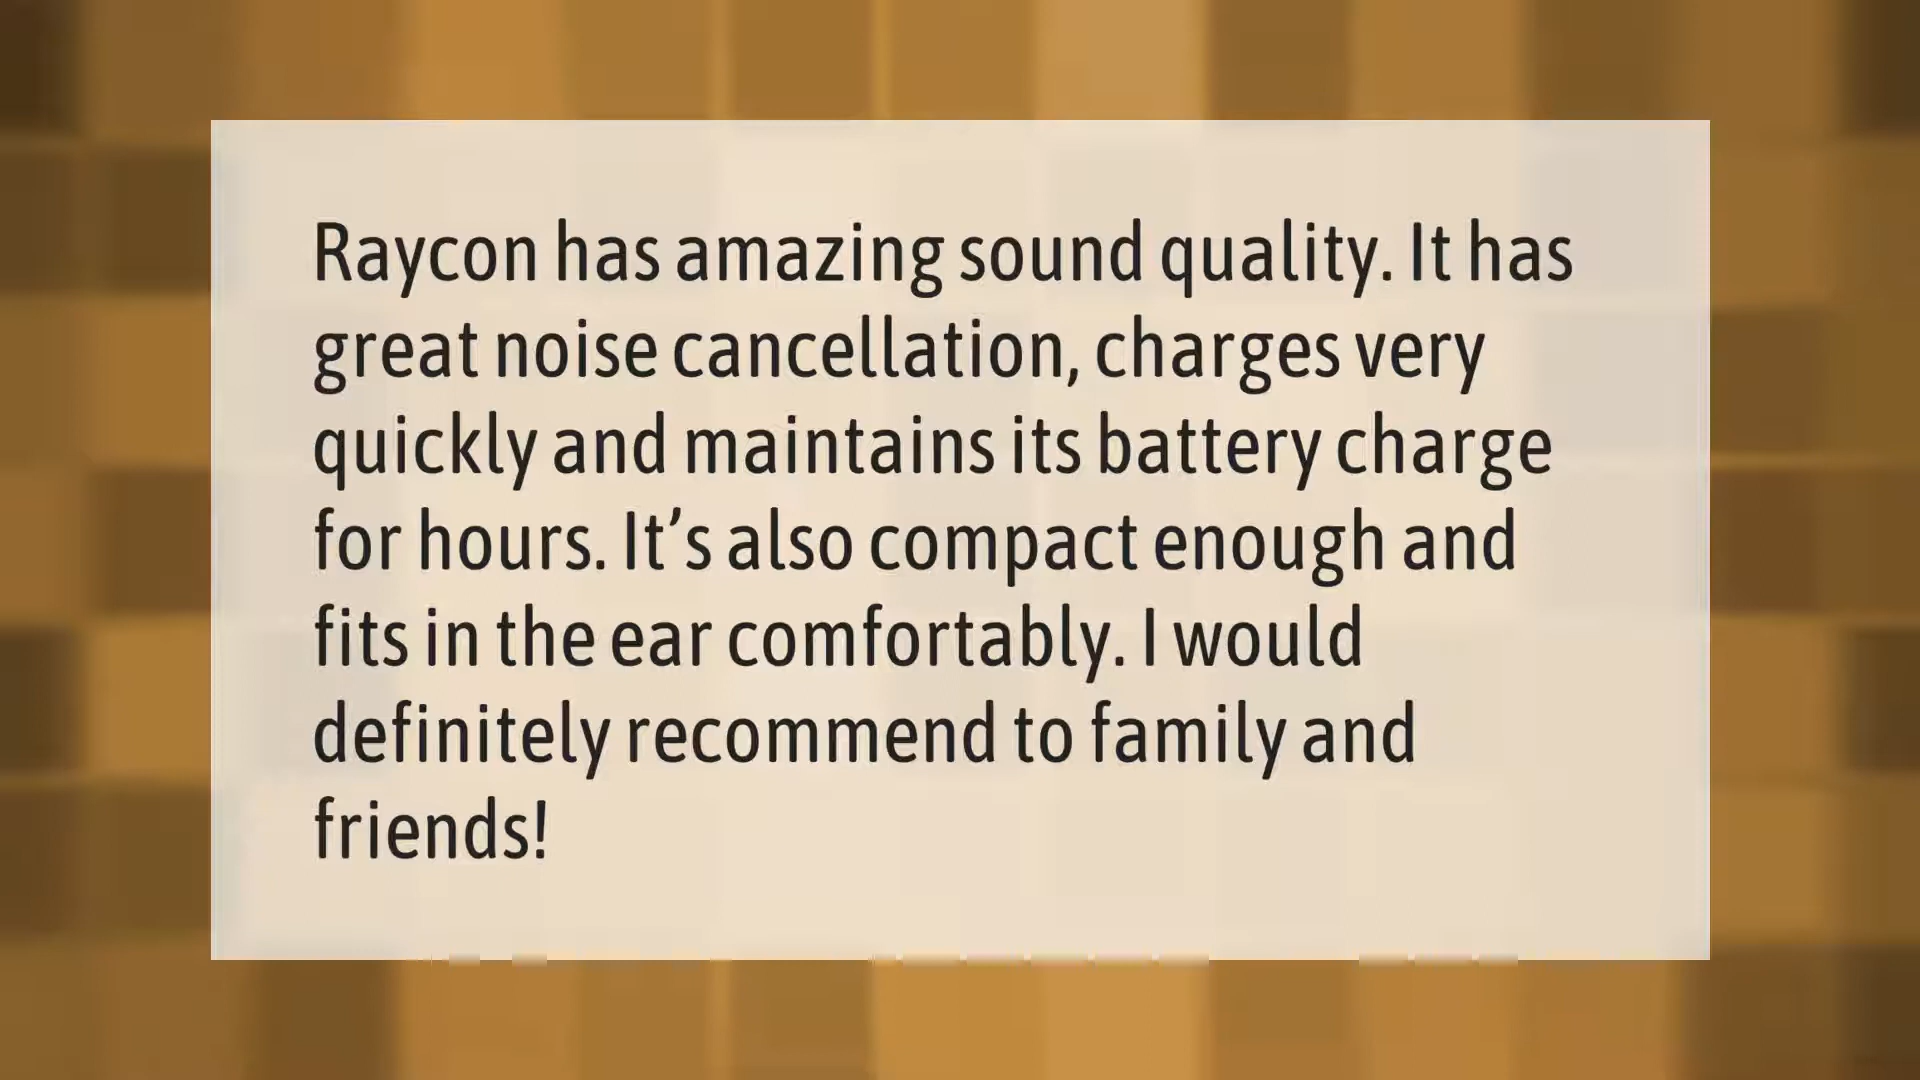 Raycon has amazing sound quality. It has
great noise cancellation, charges very
quickly and maintains its battery charge
for hours. It’s also compact enough and
fits in the ear comfortably. I would
definitely recommend to family and
friends!